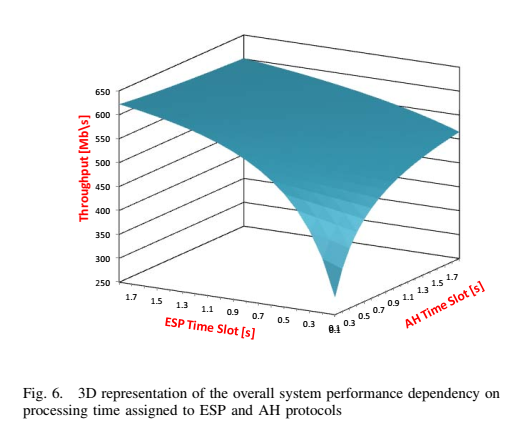 650
600
550
500
450
400
350
300
250
Throughput [Mb\s]
1.7 1.5 1.3 1.1 0.9 0.7 0.5 0.3 0.1
ESP Time Slot [s]
0.1 0.3 0.5 0.7 0.9 1.1 1.3 1.5 1.7
AH Time Slot [s]
Fig. 6. 3D representation of the overall system performance dependency on
processing time assigned to ESP and AH protocols